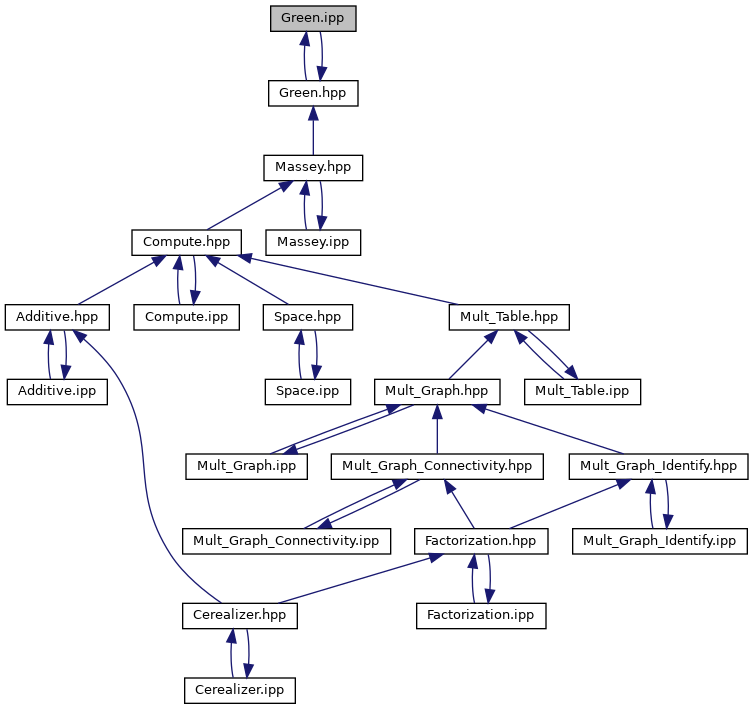 Green.ipp
Green.hpp
Massey.hpp
Compute.hpp
Massey.ipp
Additive.hpp
Compute.ipp
Space.hpp
Mult_Table.hpp
Additive.ipp
Space.ipp
Mult_Graph.hpp
Mult_Table.ipp
Mult_Graph.ipp
Mult_Graph_Connectivity.hpp
Mult_Graph_Identify.hpp
Mult_Graph_Connectivity.ipp
Factorization.hpp
Mult_Graph_Identify.ipp
Cerealizer.hpp
Factorization.ipp
Cerealizer.ipp